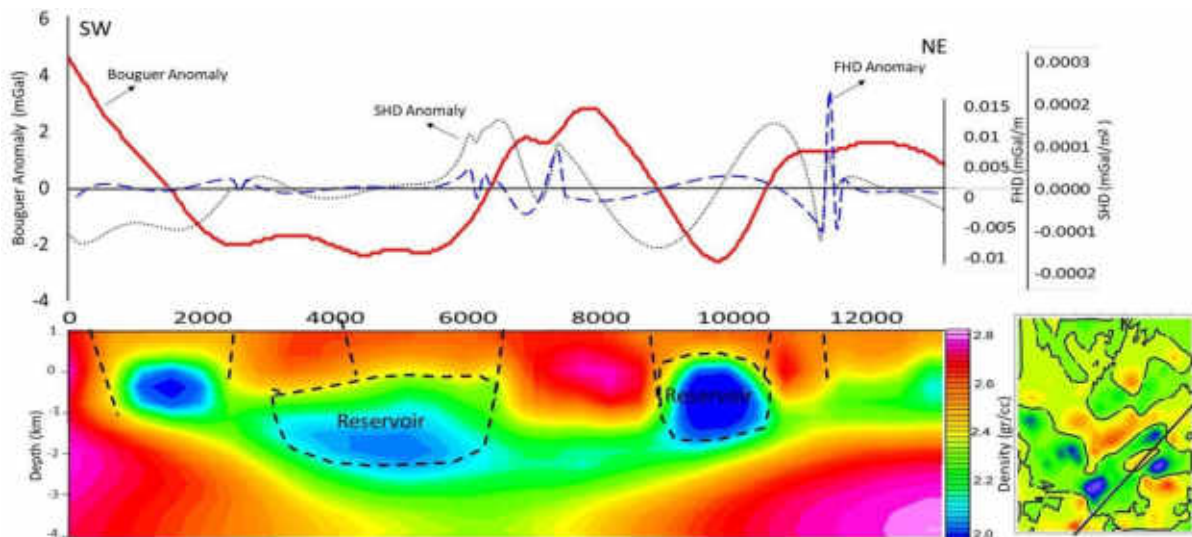 SW
NE
Bouguer Anomaly
SHD Anomaly
FHD Anomaly
Bouguer Anomaly (mGal)
6
4
2
0
-2
-4
0.015
0.010
0.005
0
-0.005
-0.01
FHD (mGal/m
0.0003
0.0002
0.0001
0.0000
-0.0001
-0.0002
SHD (mGal/m²)
0 2000 4000 6000 8000 10000 12000
Depth (km)
1
0
-1
-2
-3
-4
Reservoir
Reservoir
2.8
2.6
2.4
2.2
2.0
Density (gr/cc)